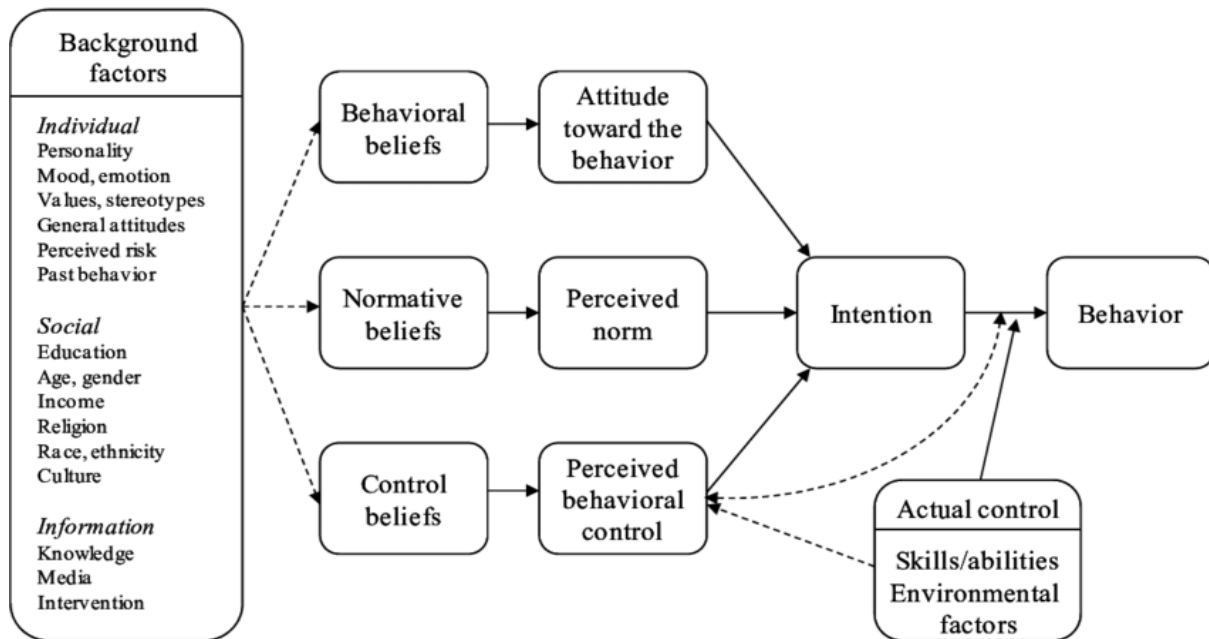 Background
factors
Individual
Personality
Mood, emotion
Values, stereotypes
General attitudes
Perceived risk
Past behavior
Social
Education
Age, gender
Income
Religion
Race, ethnicity
Culture
Information
Knowledge
Media
Intervention
Behavioral
beliefs
Attitude
toward the
behavior
Normative
beliefs
Perceived
norm
Intention
Behavior
Control
beliefs
Perceived
behavioral
control
Actual control
Skills/abilities
Environmental
factors